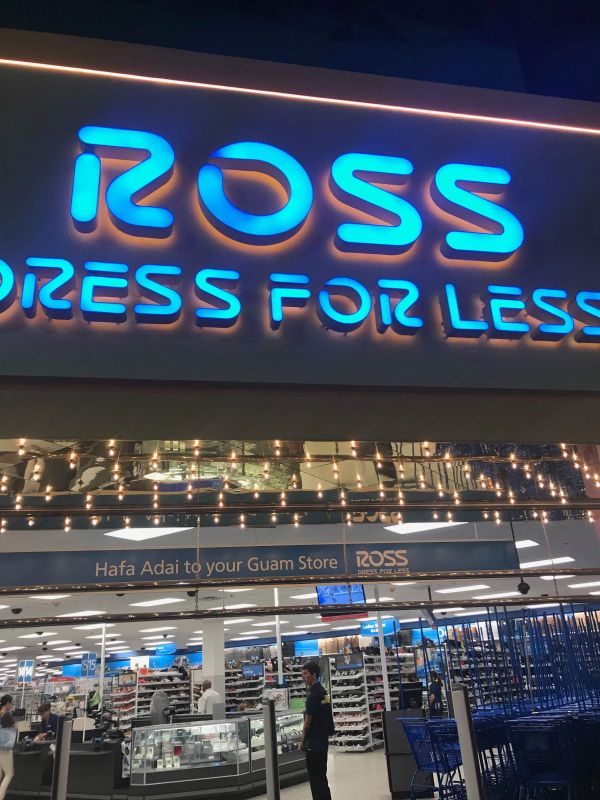 ROSS
DRESS FOR LESS
Hafa Adai to your Guam Store
ROSS
DRESS FOR LESS